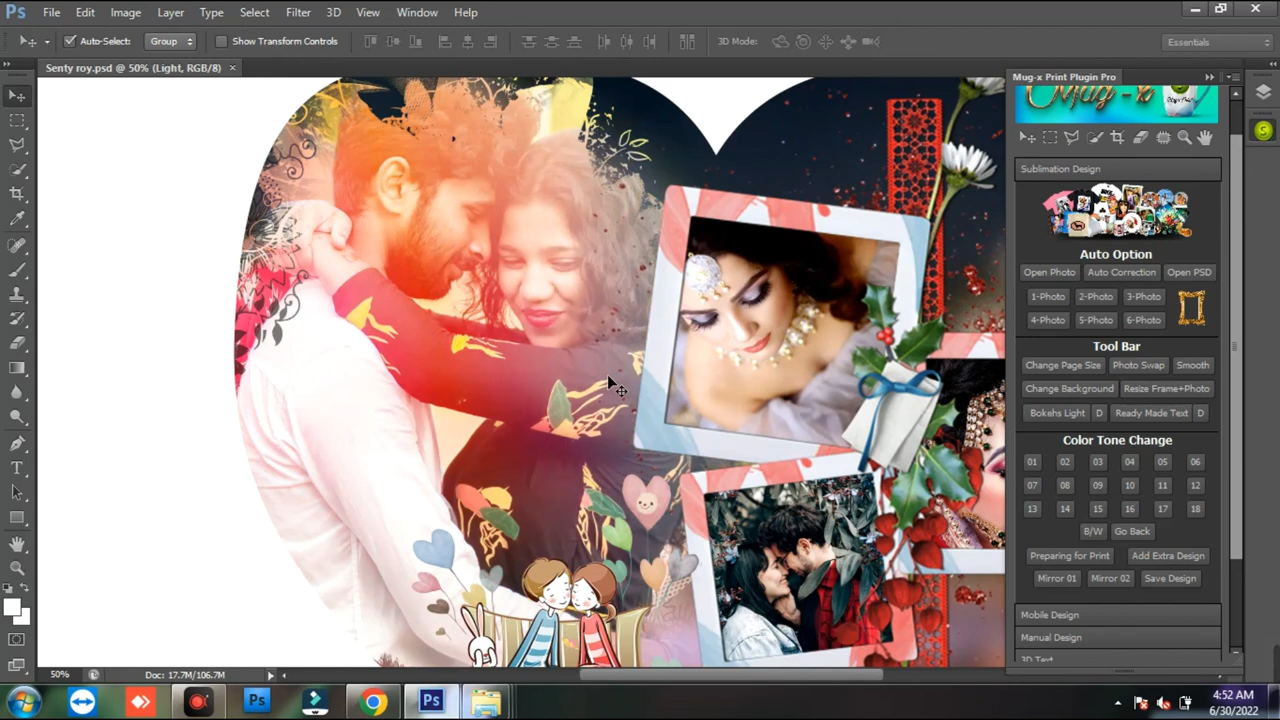 Ps File Edit Image Layer Type Select Filter 3D View Window Help
Auto-Select: Group Show Transform Controls 3D Mode: Essentials
Senty roy.psd @ 50% (Light, RGB/8) ×
Mug-x Print Plugin Pro
Mug-x
Sublimation Design
Auto Option
Open Photo Auto Correction Open PSD
1-Photo 2-Photo 3-Photo
4-Photo 5-Photo 6-Photo
Tool Bar
Change Page Size Photo Swap Smooth
Change Background Resize Frame+Photo
Bokehs Light D Ready Made Text D
Color Tone Change
01 02 03 04 05 06
07 08 09 10 11 12
13 14 15 16 17 18
B/W Go Back
Preparing for Print Add Extra Design
Mirror 01 Mirror 02 Save Design
Mobile Design
Manual Design
3D Text
50% Doc: 17.7M/106.7M
Ps Ps
4:52 AM
6/30/2022